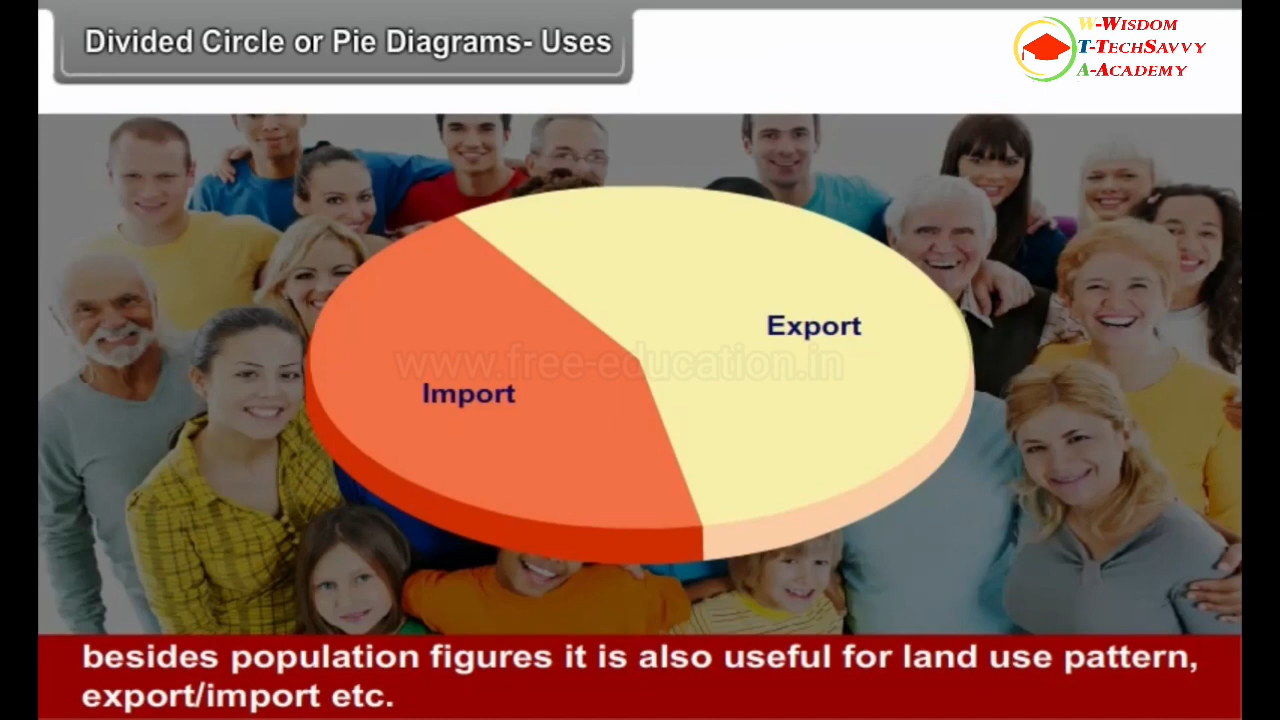 Divided Circle or Pie Diagrams- Uses
W-WISDOM
T-TECHSAVVY
A-ACADEMY
Export
www.free-education.in
Import
besides population figures it is also useful for land use pattern,
export/import etc.